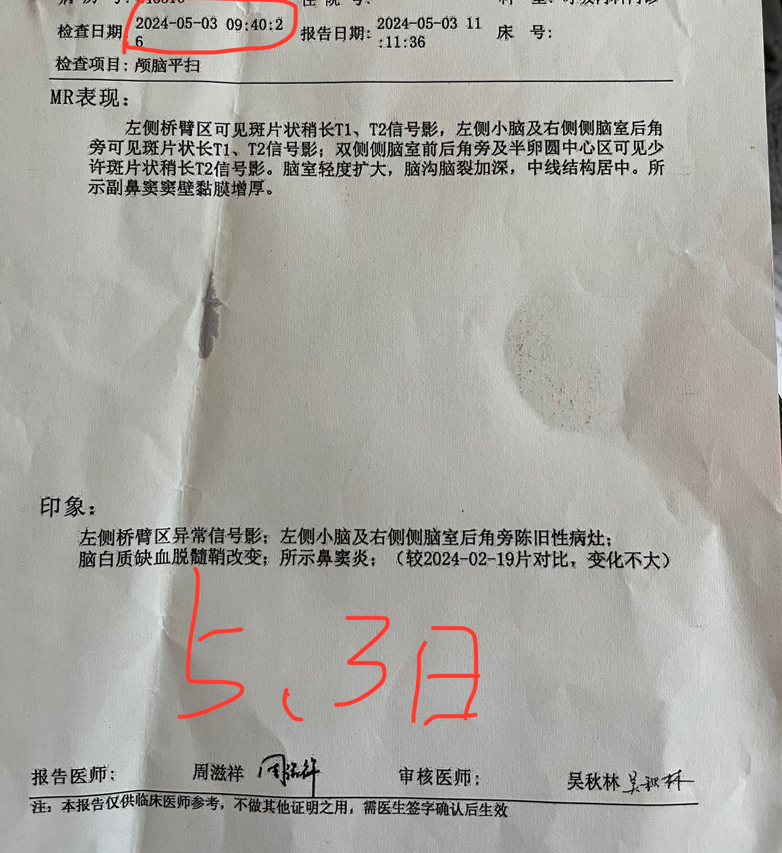 检查日期: 2024-05-03 09:40:2
6
报告日期: 2024-05-03 11
:11:36
床 号:
检查项目: 颅脑平扫
MR表现:
左侧桥臂区可见斑片状稍长T1、T2信号影, 左侧小脑及右侧侧脑室后角
旁可见斑片状长T1、T2信号影; 双侧侧脑室前后角旁及半卵圆中心区可见少
许斑片状稍长T2信号影。脑室轻度扩大, 脑沟脑裂加深, 中线结构居中。所
示副鼻窦窦壁黏膜增厚。
印象:
左侧桥臂区异常信号影; 左侧小脑及右侧侧脑室后角旁陈旧性病灶;
脑白质缺血脱髓鞘改变; 所示鼻窦炎; (较2024-02-19片对比, 变化不大)
5、3日
报告医师: 周滋祥 周滋祥 审核医师: 吴秋林 吴秋林
注: 本报告仅供临床医师参考, 不做其他证明之用, 需医生签字确认后生效